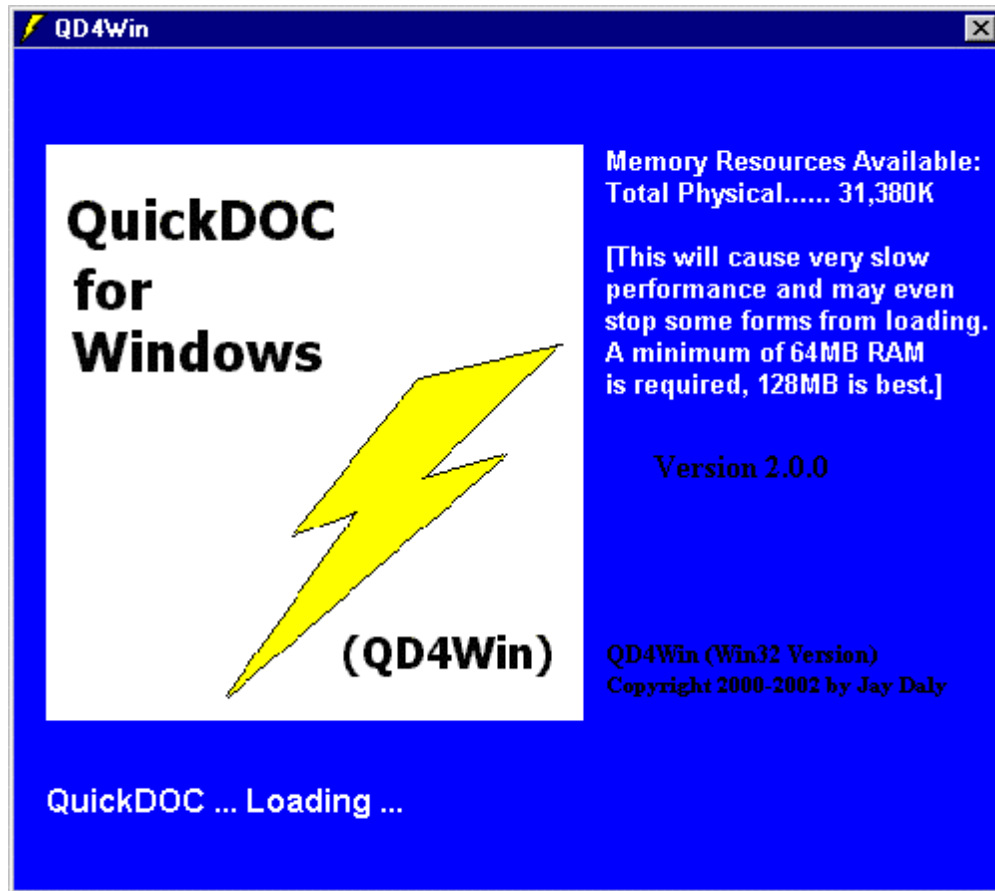 QD4Win
QuickDOC
for
Windows
(QD4Win)
Memory Resources Available:
Total Physical...... 31,380K
[This will cause very slow
performance and may even
stop some forms from loading.
A minimum of 64MB RAM
is required, 128MB is best.]
Version 2.0.0
QD4Win (Win32 Version)
Copyright 2000-2002 by Jay Daly
QuickDOC ... Loading ...